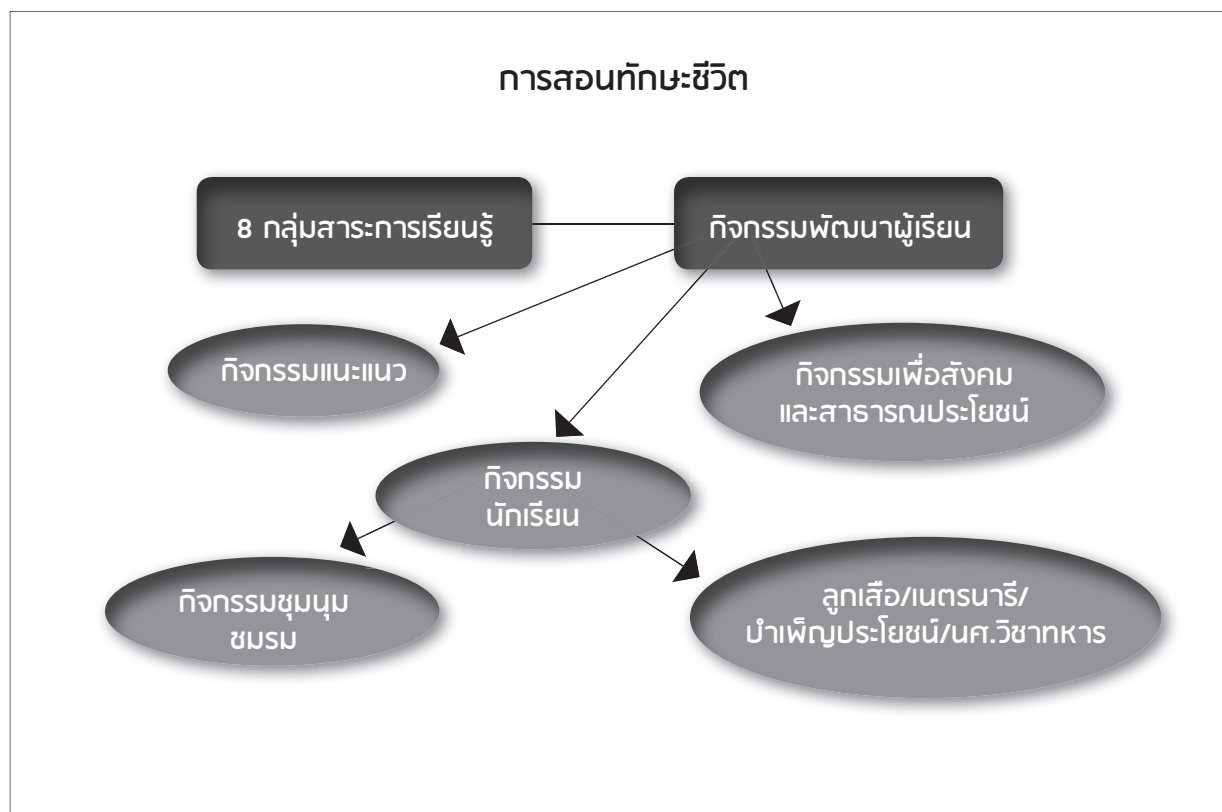 การสอนทักษะชีวิต
8 กลุ่มสาระการเรียนรู้
กิจกรรมพัฒนาผู้เรียน
กิจกรรมแนะแนว
กิจกรรมเพื่อสังคม
และสาธารณประโยชน์
กิจกรรม
นักเรียน
กิจกรรมชุมนุม
ชมรม
ลูกเสือ/เนตรนารี/
บำเพ็ญประโยชน์/นศ.วิชาทหาร